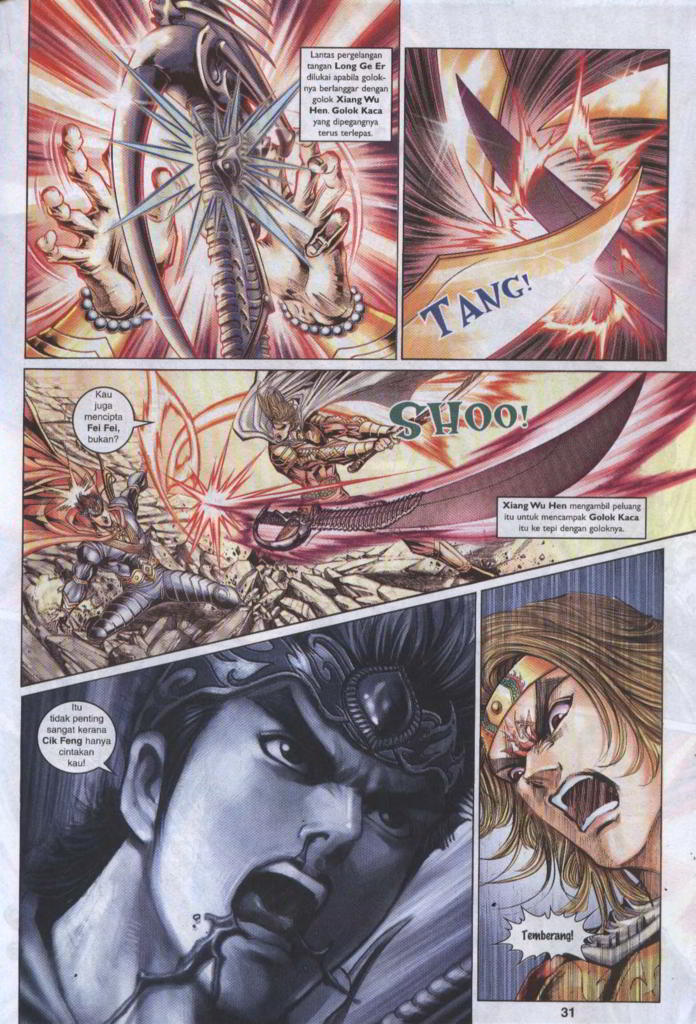 Lantas pergelangan
tangan Long Ge Er
dilukai apabila golok-
nya berlanggar dengan
golok Xiang Wu
Hen. Golok Kaca
yang dipegangnya
terus terlepas.
TANG!
Kau
juga
mencipta
Fei Fei,
bukan?
SHOO!
Xiang Wu Hen mengambil peluang
itu untuk mencampak Golok Kaca
itu ke tepi dengan goloknya.
Itu
tidak penting
sangat kerana
Cik Feng hanya
cintakan
kau!
Temberang!
31